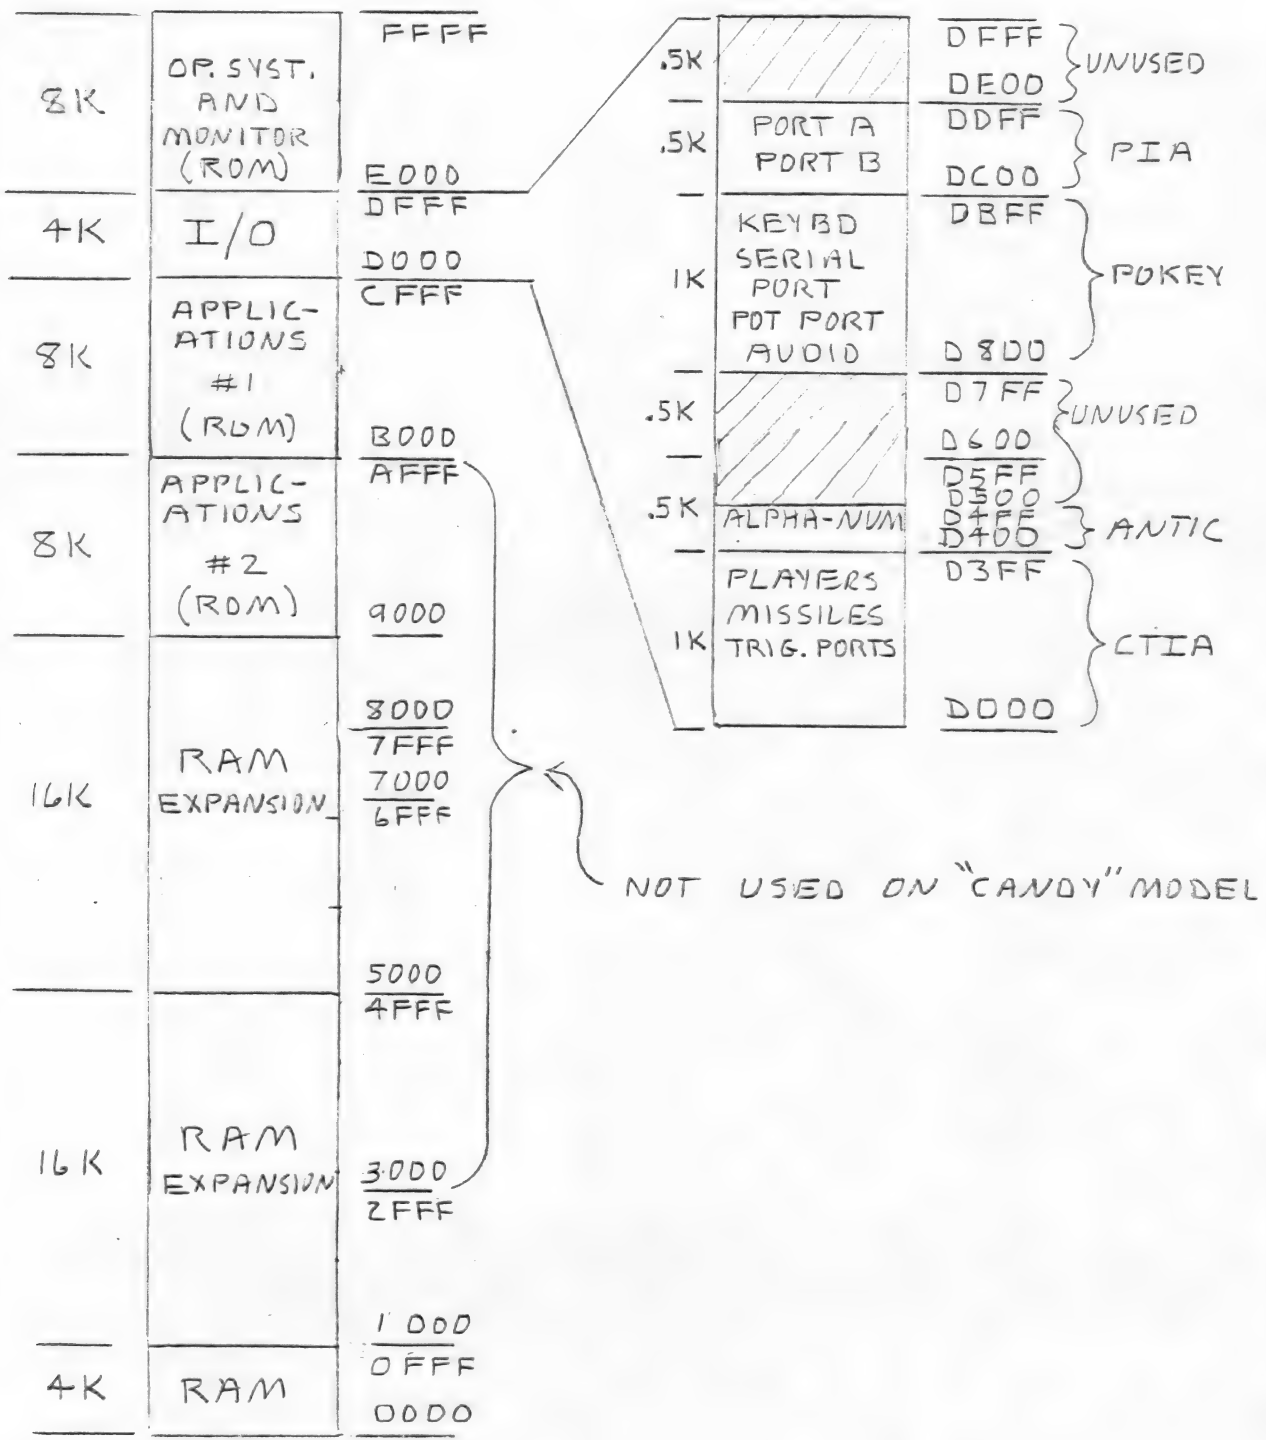 FFFF
8K
OP. SYST.
AND
MONITOR
(ROM)
E000
DFFF
4K
I/O
D000
CFFF
8K
APPLIC-
ATIONS
#1
(ROM)
B000
AFFF
8K
APPLIC-
ATIONS
#2
(ROM)
9000
8000
7FFF
7000
6FFF
16K
RAM
EXPANSION
5000
4FFF
16K
RAM
EXPANSION
3000
2FFF
1000
0FFF
4K
RAM
0000
.5K
DFFF
DE00
UNUSED
.5K
PORT A
PORT B
DDFF
DC00
PIA
1K
KEYBD
SERIAL
PORT
POT PORT
AUDIO
DBFF
D800
POKEY
.5K
D7FF
D600
UNUSED
D5FF
D500
.5K
ALPHA-NUM
D4FF
D400
ANTIC
1K
PLAYERS
MISSILES
TRIG. PORTS
D3FF
D000
CTIA
NOT USED ON "CANDY" MODEL